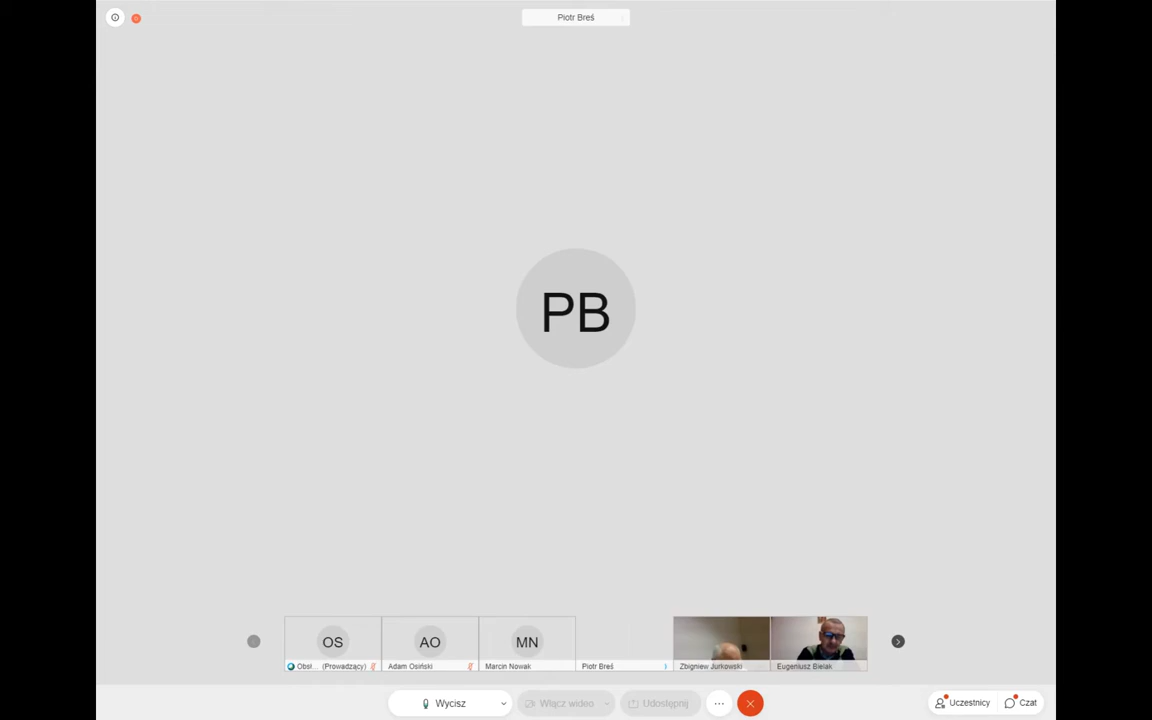 Piotr Breś
PB
OS
AO
MN
Obsł... (Prowadzący)
Adam Osiński
Marcin Nowak
Piotr Breś
Zbigniew Jurkowski
Eugeniusz Bielak
Wycisz
Włącz wideo
Udostępnij
Uczestnicy
Czat